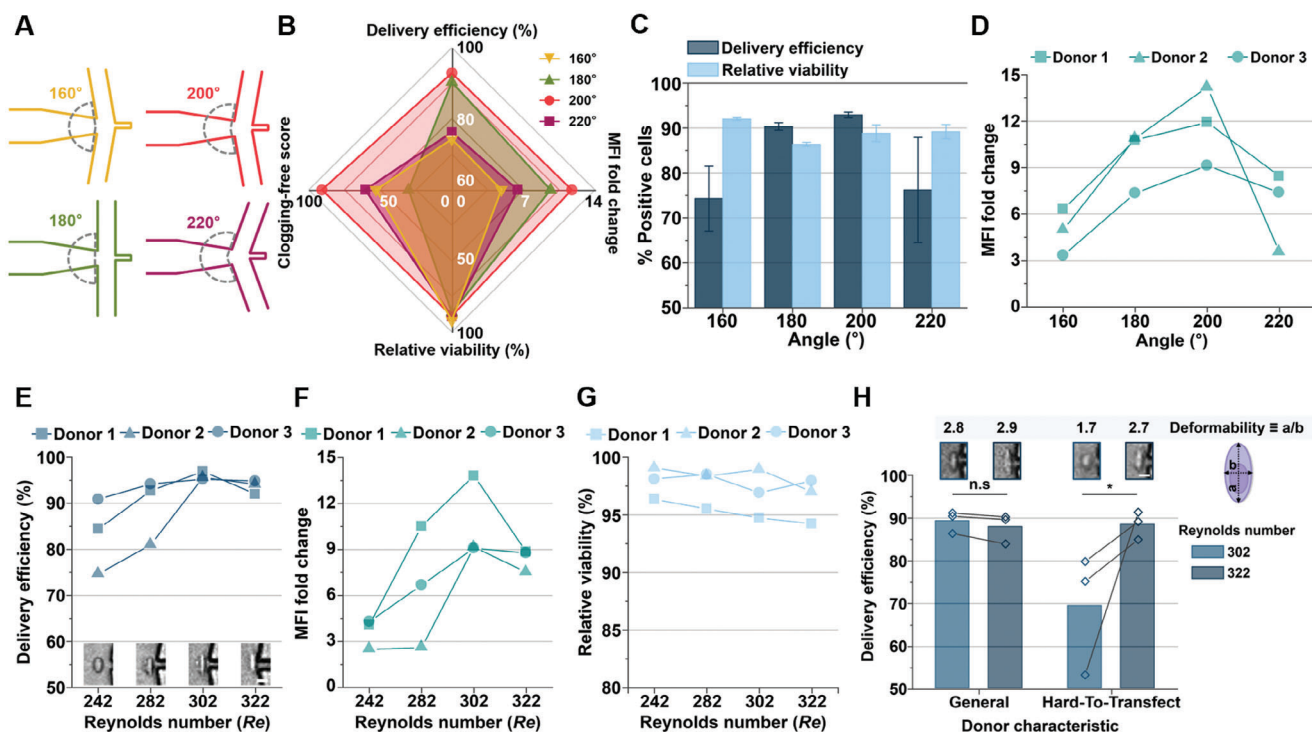 A
160°
200°
180°
220°
B
Delivery efficiency (%)
100
160°
180°
200°
220°
80
60
100
50
0
0
7
14
50
100
Clogging-free score
MFI fold change
Relative viability (%)
C
Delivery efficiency
Relative viability
% Positive cells
100
90
80
70
60
50
160
180
200
220
Angle (°)
D
Donor 1
Donor 2
Donor 3
MFI fold change
15
12
9
6
3
0
160
180
200
220
Angle (°)
E
Donor 1
Donor 2
Donor 3
Delivery efficiency (%)
100
90
80
70
60
50
242
282
302
322
Reynolds number (Re)
F
Donor 1
Donor 2
Donor 3
MFI fold change
15
12
9
6
3
0
242
282
302
322
Reynolds number (Re)
G
Donor 1
Donor 2
Donor 3
Relative viability (%)
100
95
90
85
80
242
282
302
322
Reynolds number (Re)
H
2.8
2.9
1.7
2.7
Deformability ≡ a/b
b
a
n.s
*
Delivery efficiency (%)
100
90
80
70
60
50
General
Hard-To-Transfect
Donor characteristic
Reynolds number
302
322